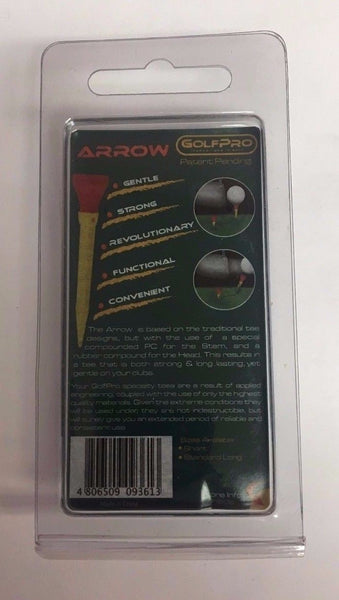 ARROW
GOLFPRO
Patent Pending
GENTLE
STRONG
REVOLUTIONARY
FUNCTIONAL
CONVENIENT
The Arrow is based on the traditional tee
designs, but with the use of a special
compounded PC for the Stem, and a
rubber compound for the Head. This results in
a tee that is both strong & long lasting, yet
gentle on your clubs.
Your GolfPro specialty tees are a result of applied
engineering, coupled with the use of only the highest
quality materials. Given the extreme conditions they
will be used under, they are not indestructible, but
will surely give you an extended period of reliable and
consistent use.
Sizes Available:
Short
Standard Long
4 806509 093613